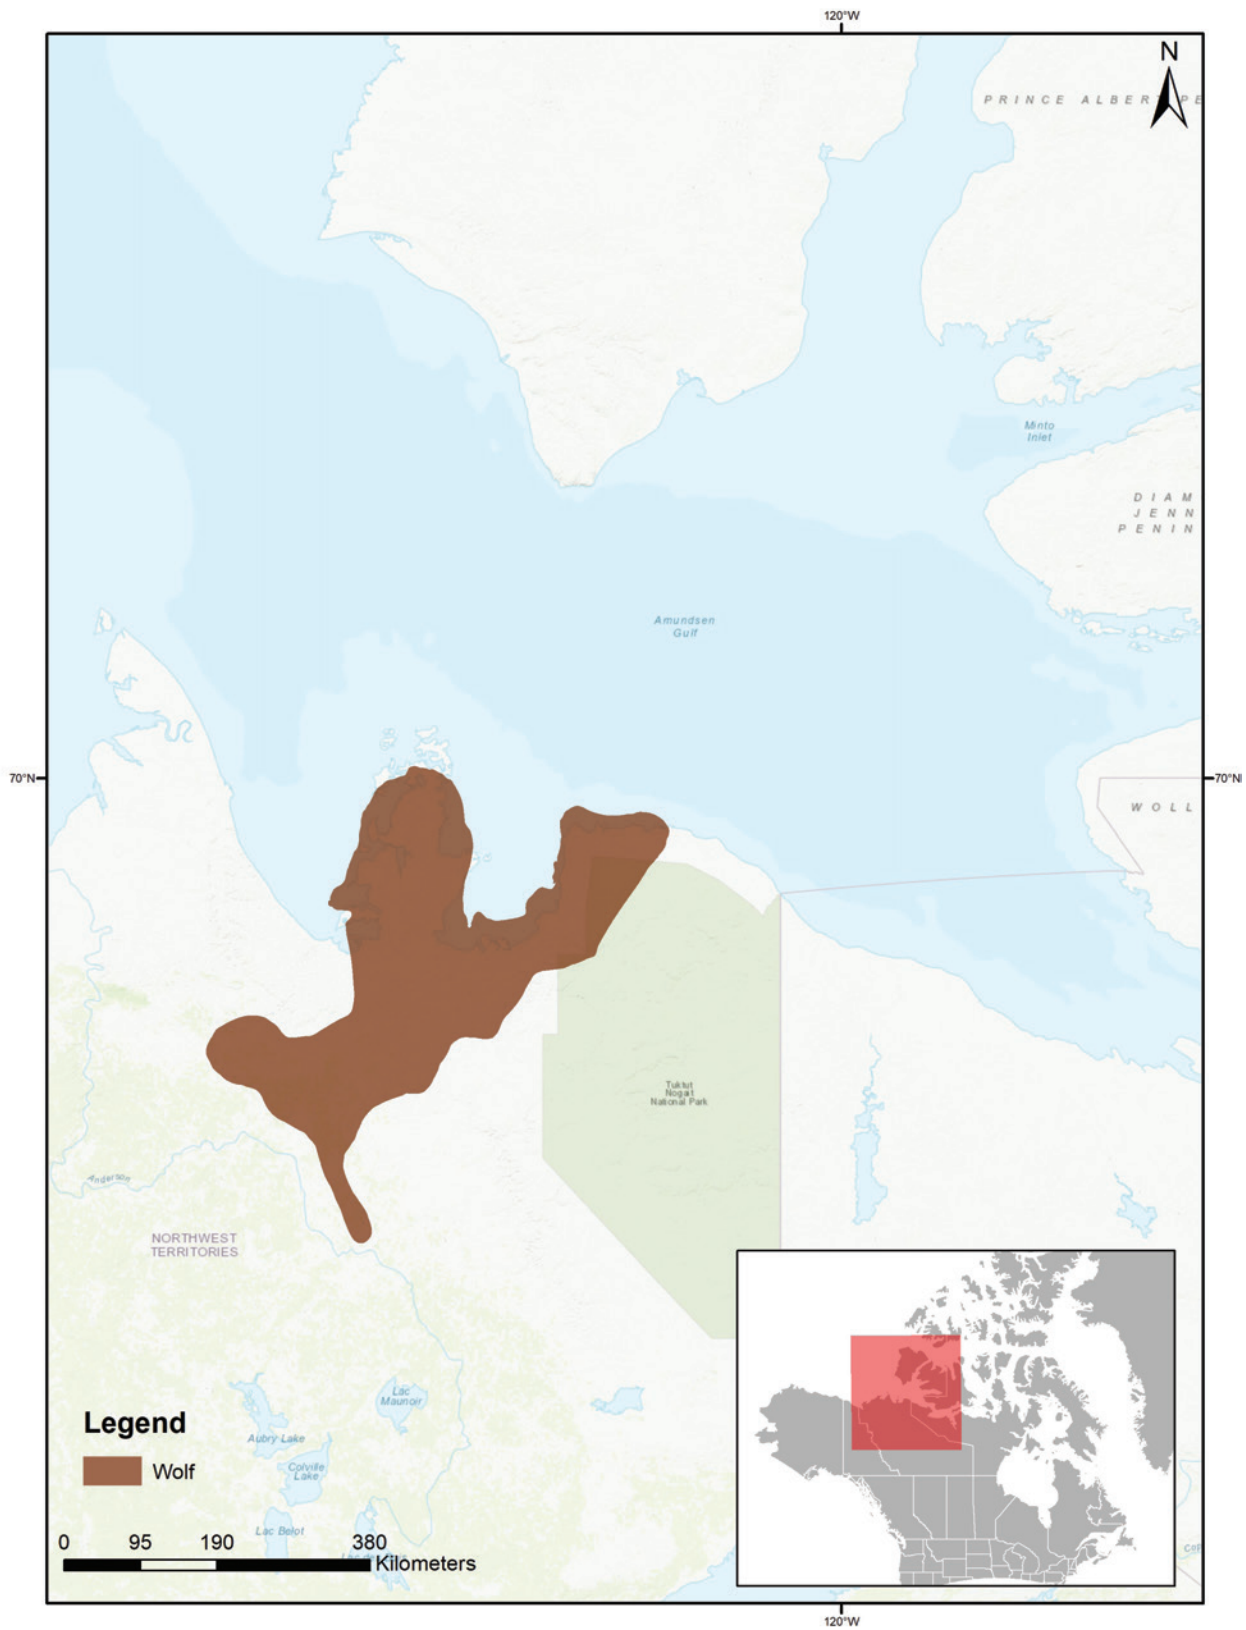 120°W
N
PRINCE ALBER PE
Minto
Inlet
DIAM
JENN
PENIN
Amundsen
Gulf
70°N
70°N
WOLL
Tuktut
Nogait
National Park
Anderson
NORTHWEST
TERRITORIES
Lac
Maunoir
Legend
Aubry Lake
Wolf
Colville
Lake
Lac Belot
0 95 190 380
Kilometers
120°W